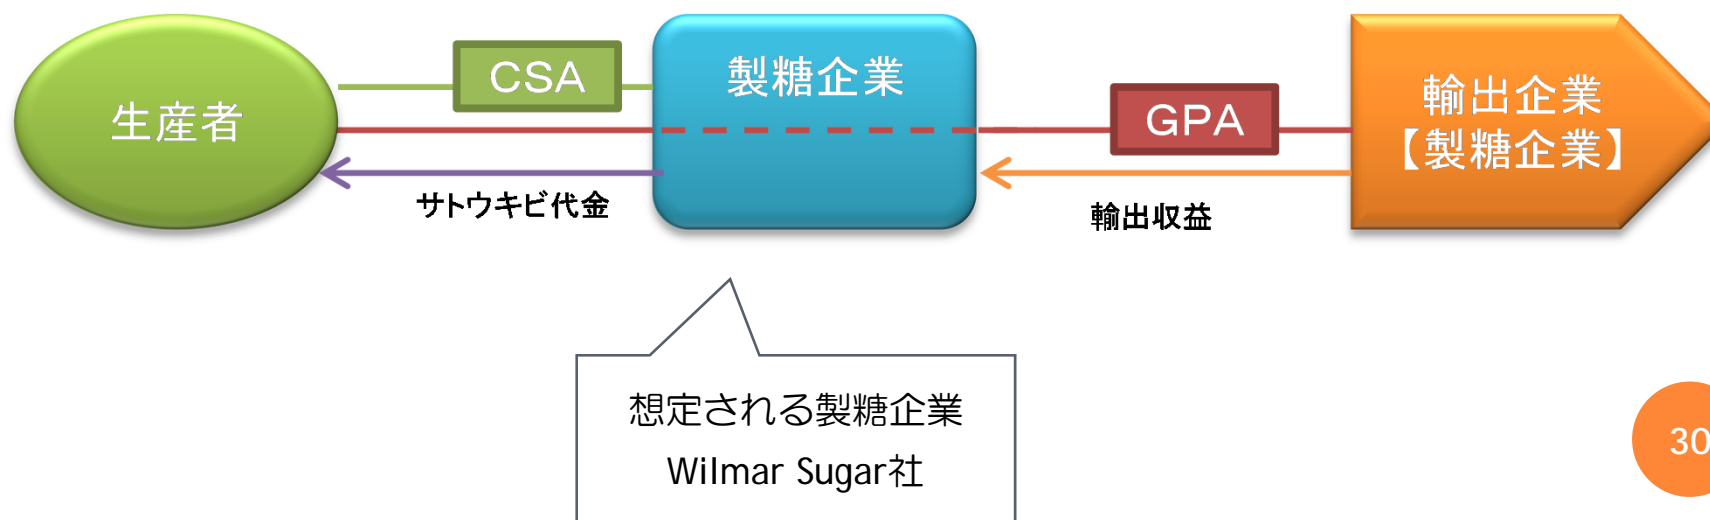 生産者
CSA
製糖企業
GPA
輸出企業
【製糖企業】
サトウキビ代金
輸出収益
想定される製糖企業
Wilmar Sugar社
30